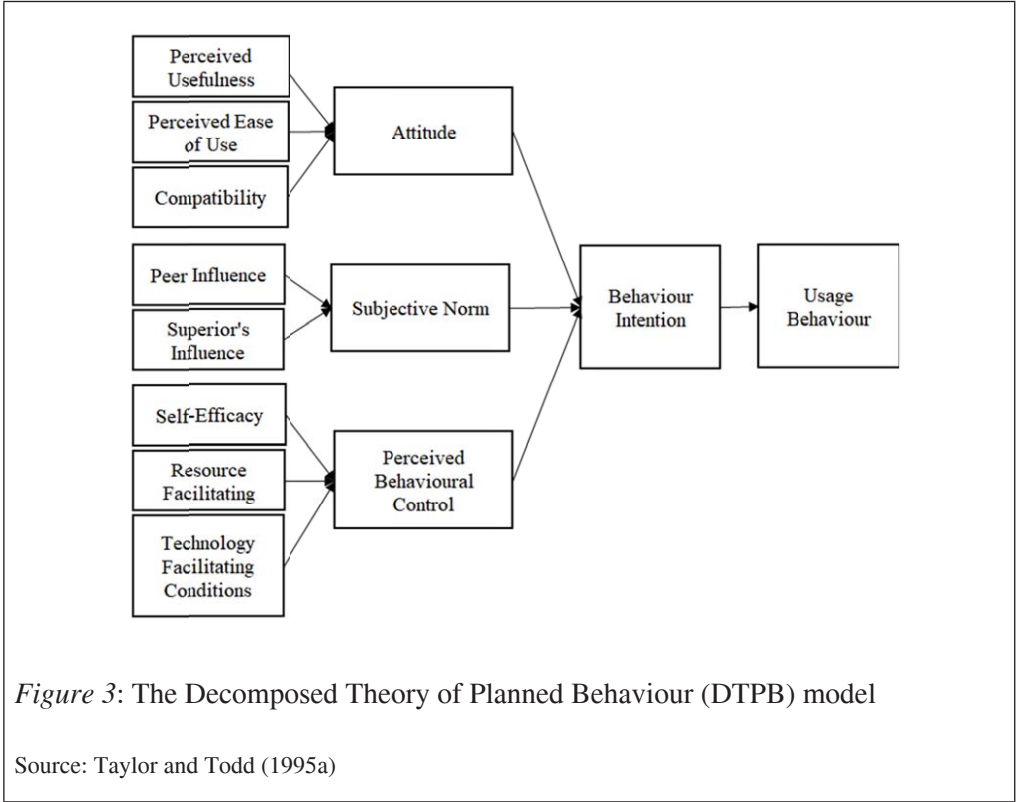 Perceived
Usefulness
Perceived Ease
of Use
Compatibility
Attitude
Peer Influence
Superior's
Influence
Subjective Norm
Self-Efficacy
Resource
Facilitating
Technology
Facilitating
Conditions
Perceived
Behavioural
Control
Behaviour
Intention
Usage
Behaviour
Figure 3: The Decomposed Theory of Planned Behaviour (DTPB) model
Source: Taylor and Todd (1995a)